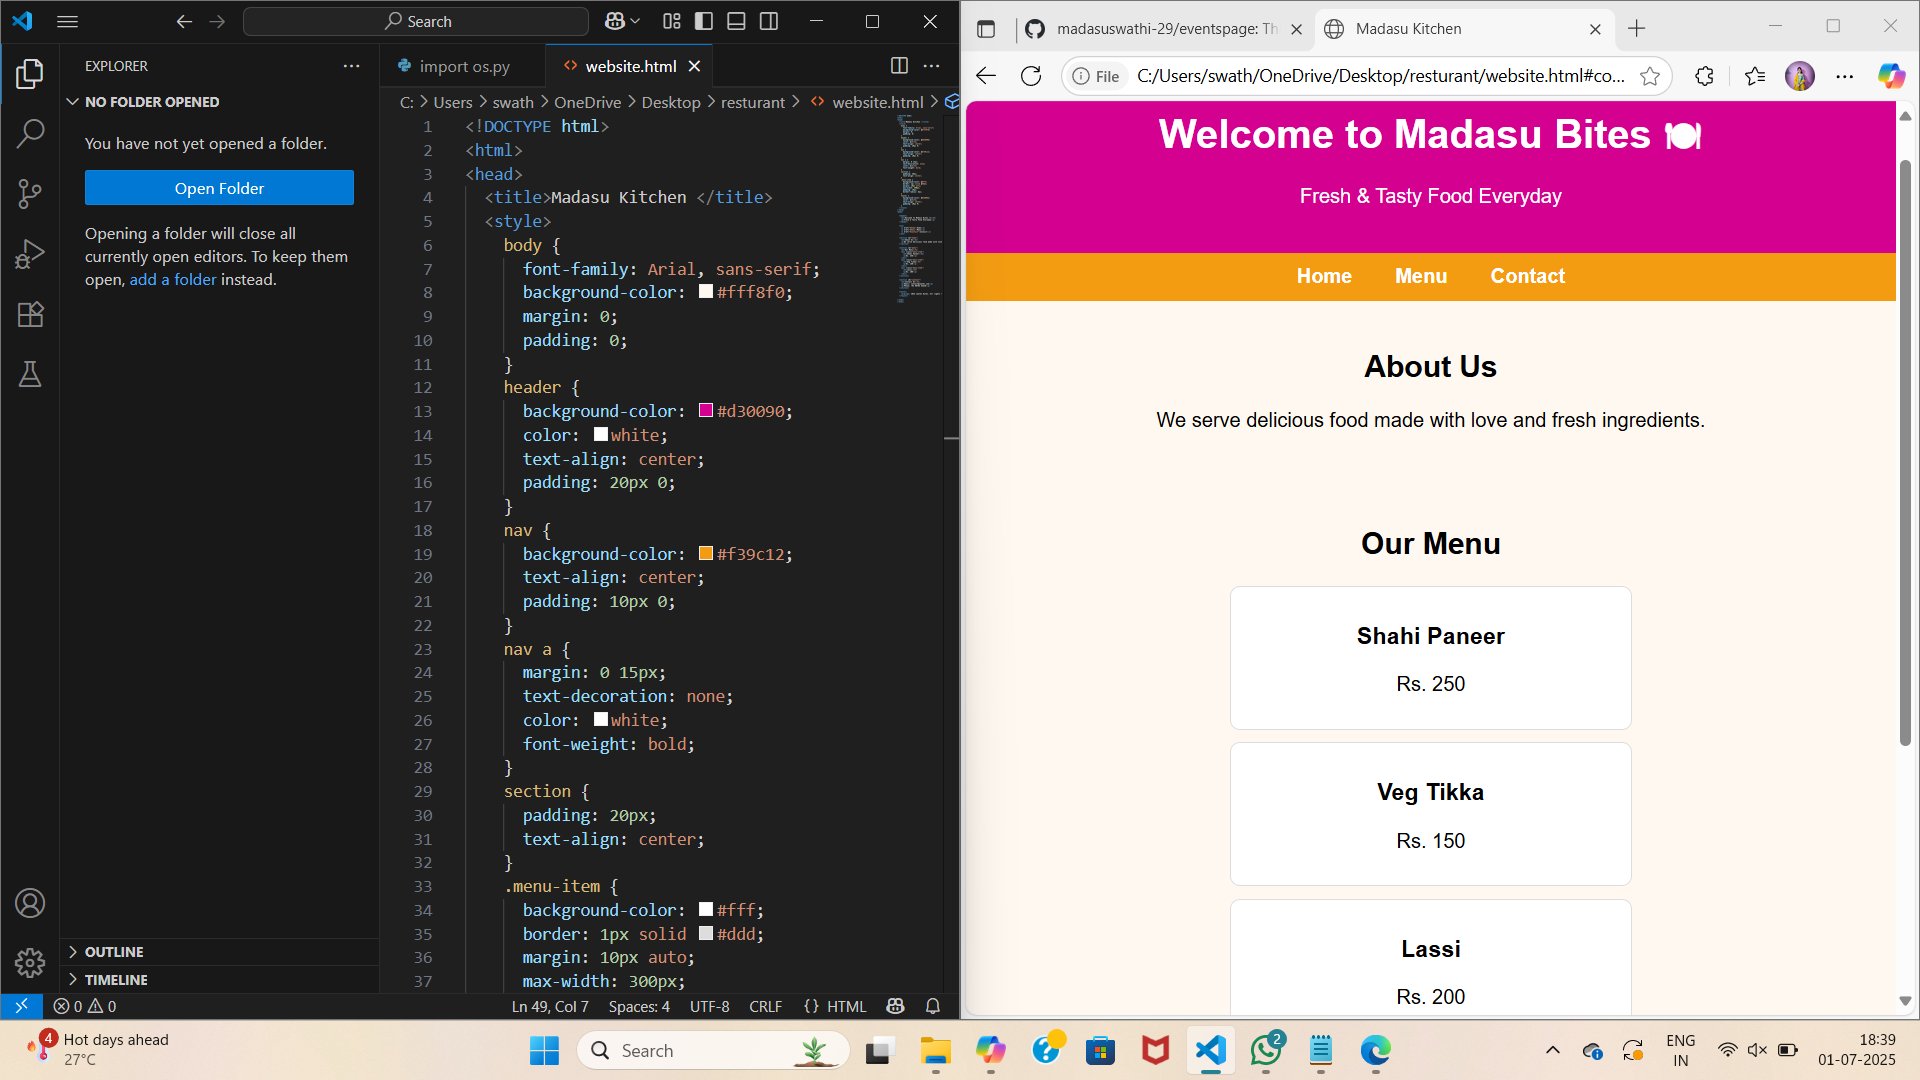 Search
EXPLORER
NO FOLDER OPENED
You have not yet opened a folder.
Open Folder
Opening a folder will close all
currently open editors. To keep them
open, add a folder instead.
OUTLINE
TIMELINE
import os.py
website.html
C: > Users > swath > OneDrive > Desktop > resturant > website.html >
1 <!DOCTYPE html>
2 <html>
3 <head>
4 <title>Madasu Kitchen </title>
5 <style>
6 body {
7 font-family: Arial, sans-serif;
8 background-color: #fff8f0;
9 margin: 0;
10 padding: 0;
11 }
12 header {
13 background-color: #d30090;
14 color: white;
15 text-align: center;
16 padding: 20px 0;
17 }
18 nav {
19 background-color: #f39c12;
20 text-align: center;
21 padding: 10px 0;
22 }
23 nav a {
24 margin: 0 15px;
25 text-decoration: none;
26 color: white;
27 font-weight: bold;
28 }
29 section {
30 padding: 20px;
31 text-align: center;
32 }
33 .menu-item {
34 background-color: #fff;
35 border: 1px solid #ddd;
36 margin: 10px auto;
37 max-width: 300px;
0 0
Ln 49, Col 7 Spaces: 4 UTF-8 CRLF {} HTML
madasuswathi-29/eventspage: Th
Madasu Kitchen
File C:/Users/swath/OneDrive/Desktop/resturant/website.html#co...
Welcome to Madasu Bites 🍽️
Fresh & Tasty Food Everyday
Home Menu Contact
About Us
We serve delicious food made with love and fresh ingredients.
Our Menu
Shahi Paneer
Rs. 250
Veg Tikka
Rs. 150
Lassi
Rs. 200
4
Hot days ahead
27°C
Search
2
ENG
IN
18:39
01-07-2025